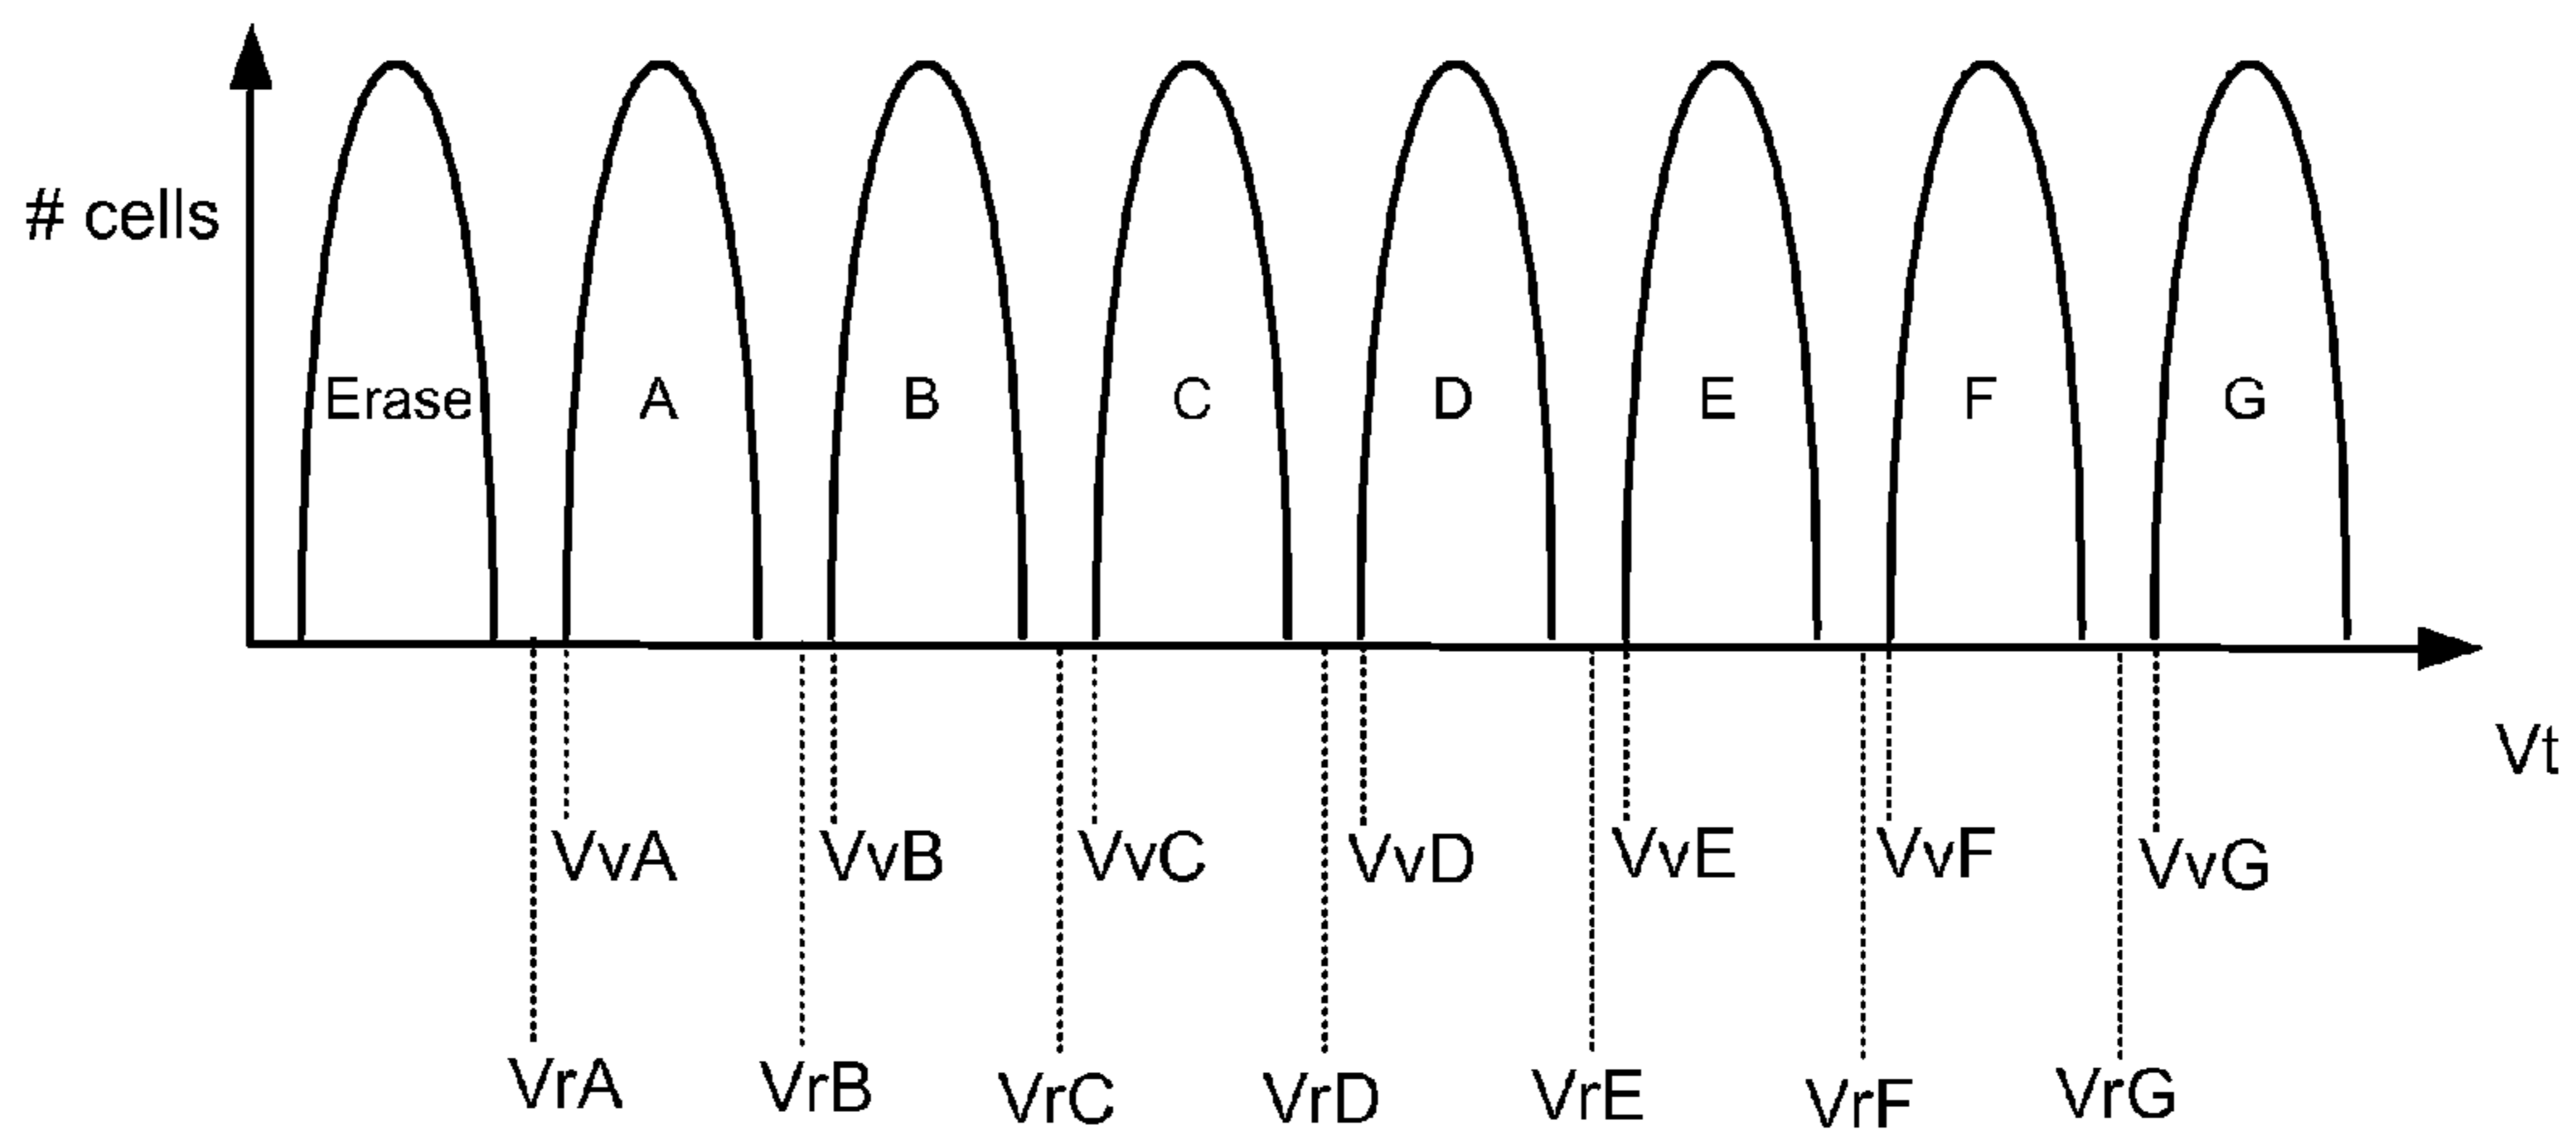 # cells
Erase A B C D E F G
Vt
VvA VvB VvC VvD VvE VvF VvG
VrA VrB VrC VrD VrE VrF VrG